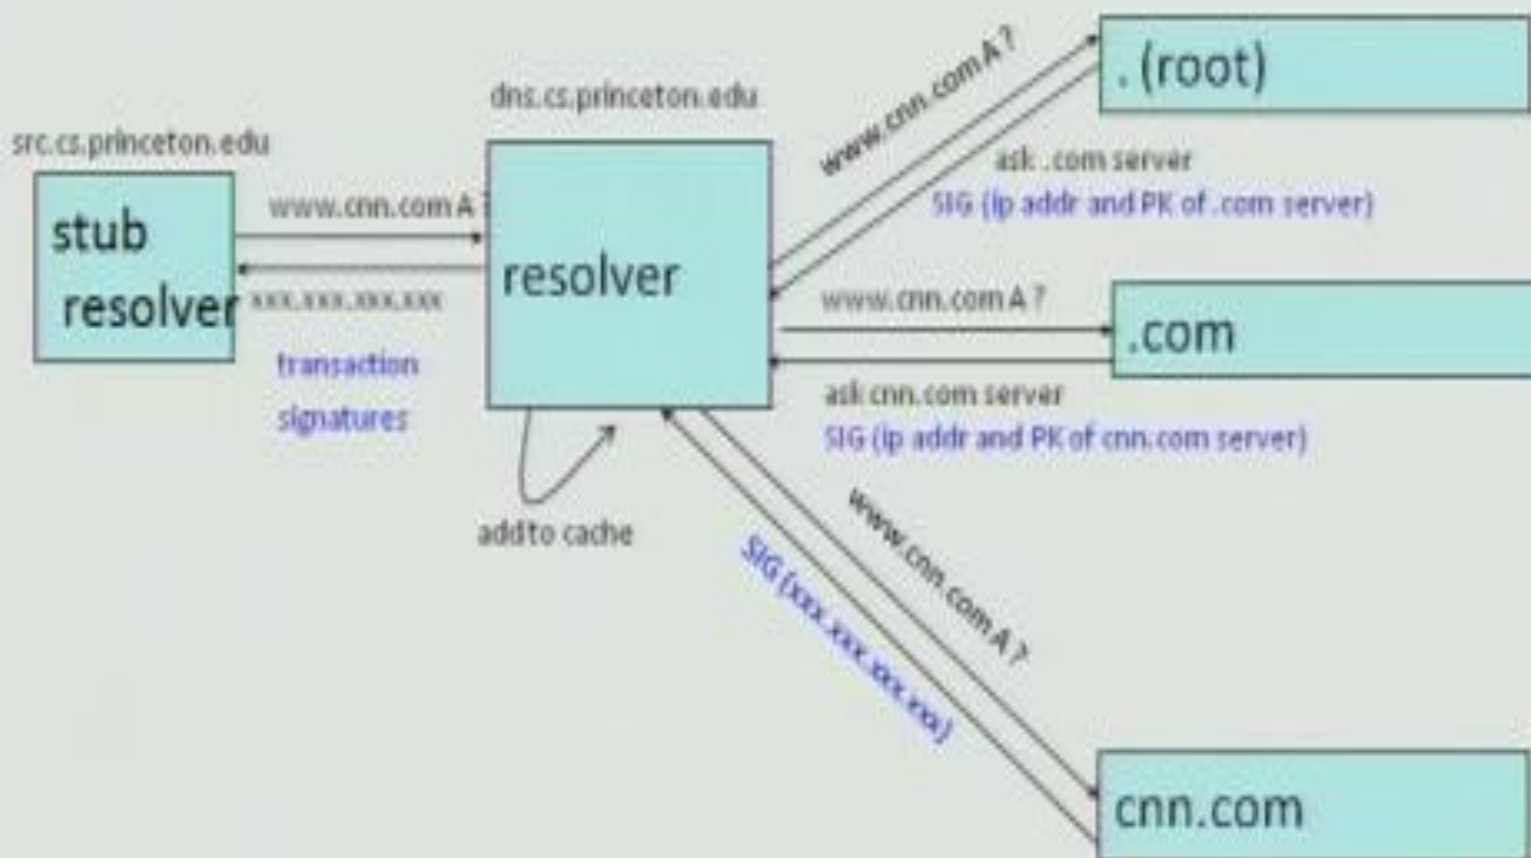 src.cs.princeton.edu
stub
resolver
www.cnn.com A ?
xxx.xxx.xxx.xxx
transaction
signatures
dns.cs.princeton.edu
resolver
add to cache
www.cnn.com A ?
. (root)
ask .com server
SIG (ip addr and PK of .com server)
www.cnn.com A ?
.com
ask cnn.com server
SIG (ip addr and PK of cnn.com server)
www.cnn.com A ?
SIG (xxx.xxx.xxx.xxx)
cnn.com